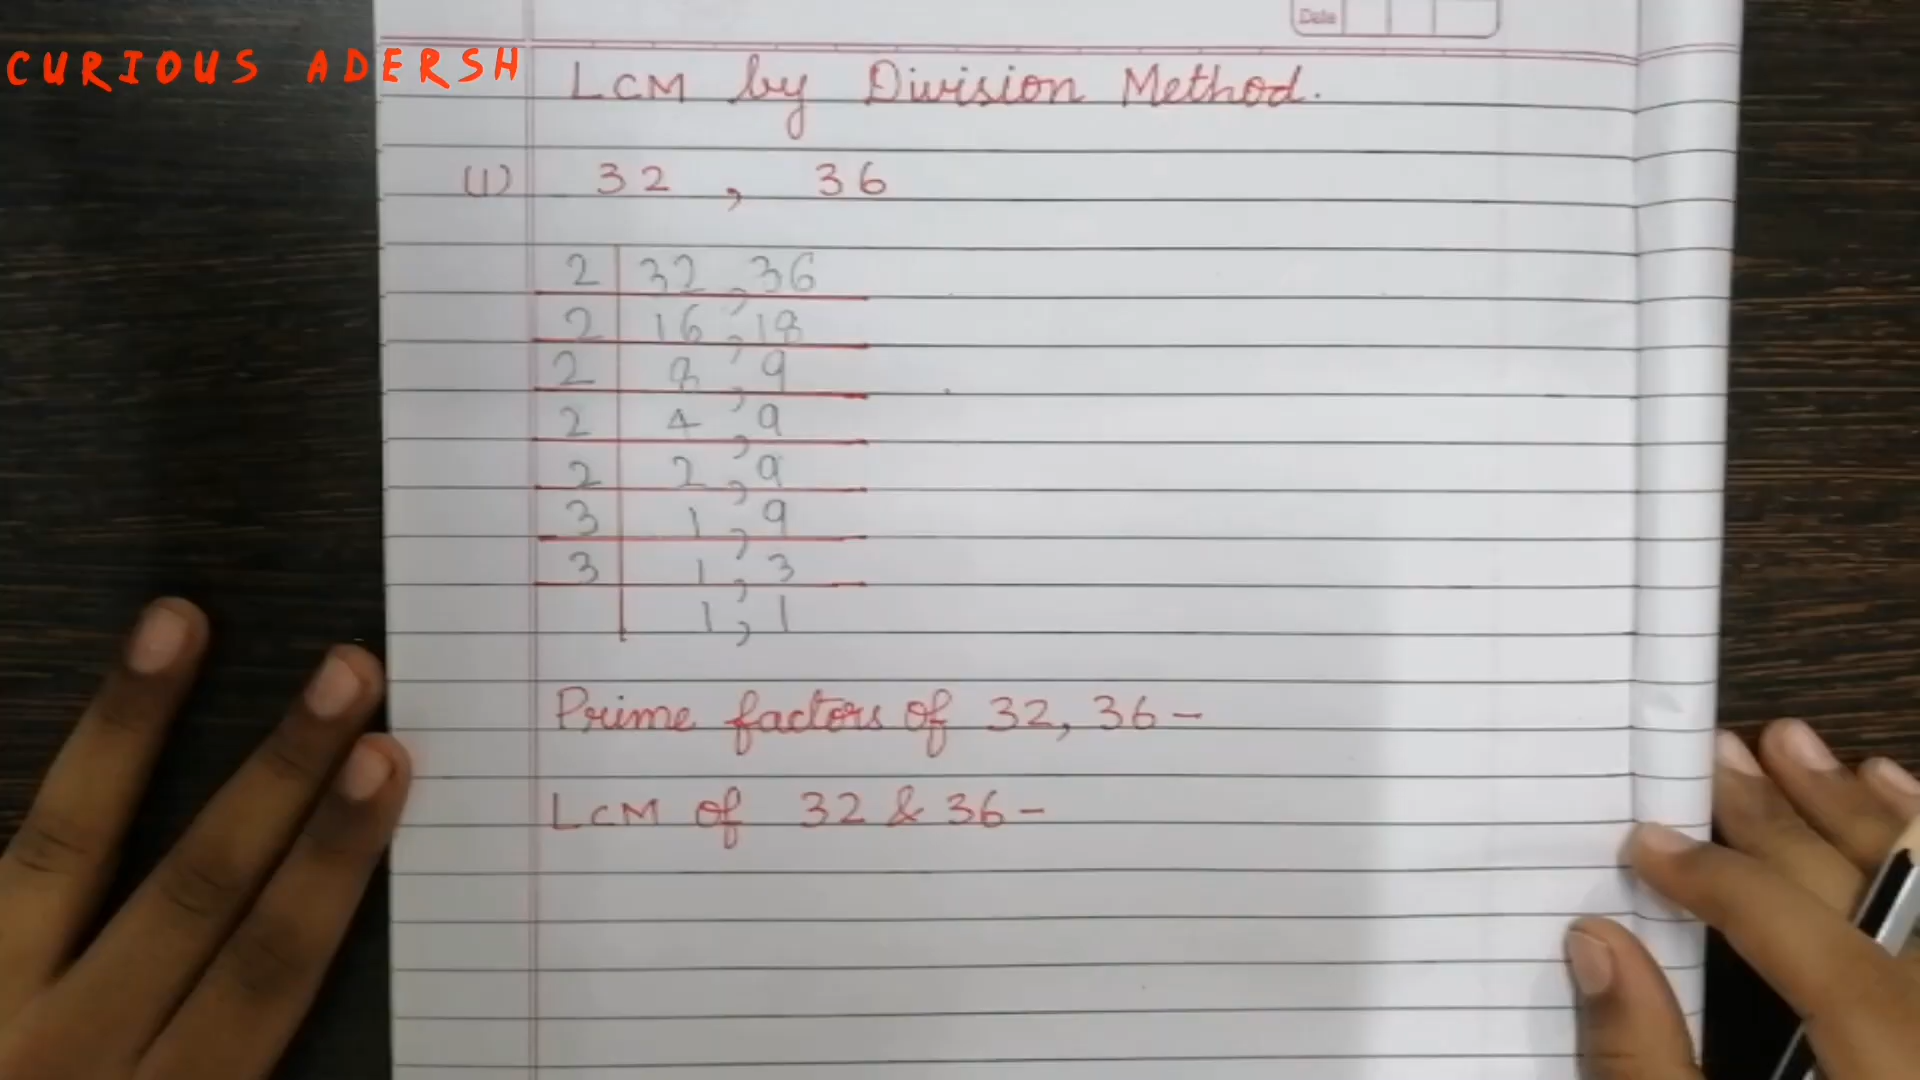 Date
CURIOUS ADERSH
LCM by Division Method.
(1) 32 , 36
2 32 , 36
2 16 , 18
2 8 , 9
2 4 , 9
2 2 , 9
3 1 , 9
3 1 , 3
1 , 1
Prime factors of 32, 36 -
LCM of 32 & 36 -